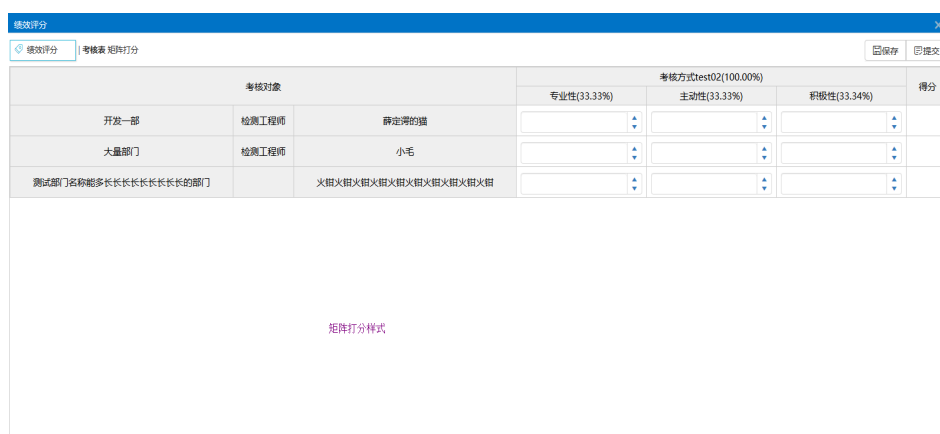 绩效评分
绩效评分 | 考核表 矩阵打分 保存 提交
考核对象 考核方式test02(100.00%) 得分
专业性(33.33%) 主动性(33.33%) 积极性(33.34%)
开发一部 检测工程师 薛定谔的猫
大量部门 检测工程师 小毛
测试部门名称能多长长长长长长长长长长的部门 火钳火钳火钳火钳火钳火钳火钳火钳火钳火钳
矩阵打分样式